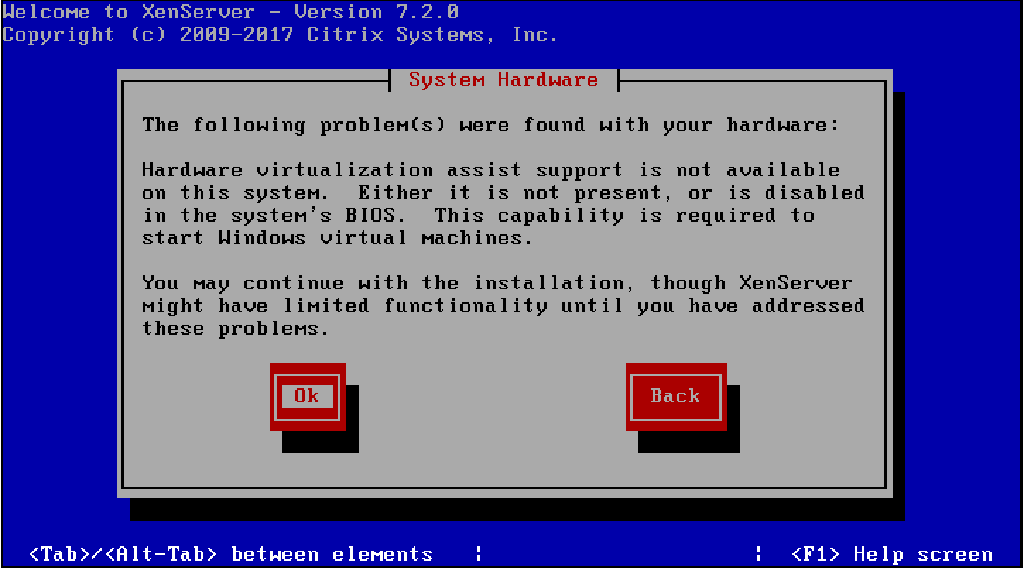 Welcome to XenServer - Version 7.2.0
Copyright (c) 2009-2017 Citrix Systems, Inc.
System Hardware
The following problem(s) were found with your hardware:
Hardware virtualization assist support is not available
on this system.  Either it is not present, or is disabled
in the system's BIOS.  This capability is required to
start Windows virtual machines.
You may continue with the installation, though XenServer
might have limited functionality until you have addressed
these problems.
Ok Back
<Tab>/<Alt-Tab> between elements   |   |  <F1> Help screen